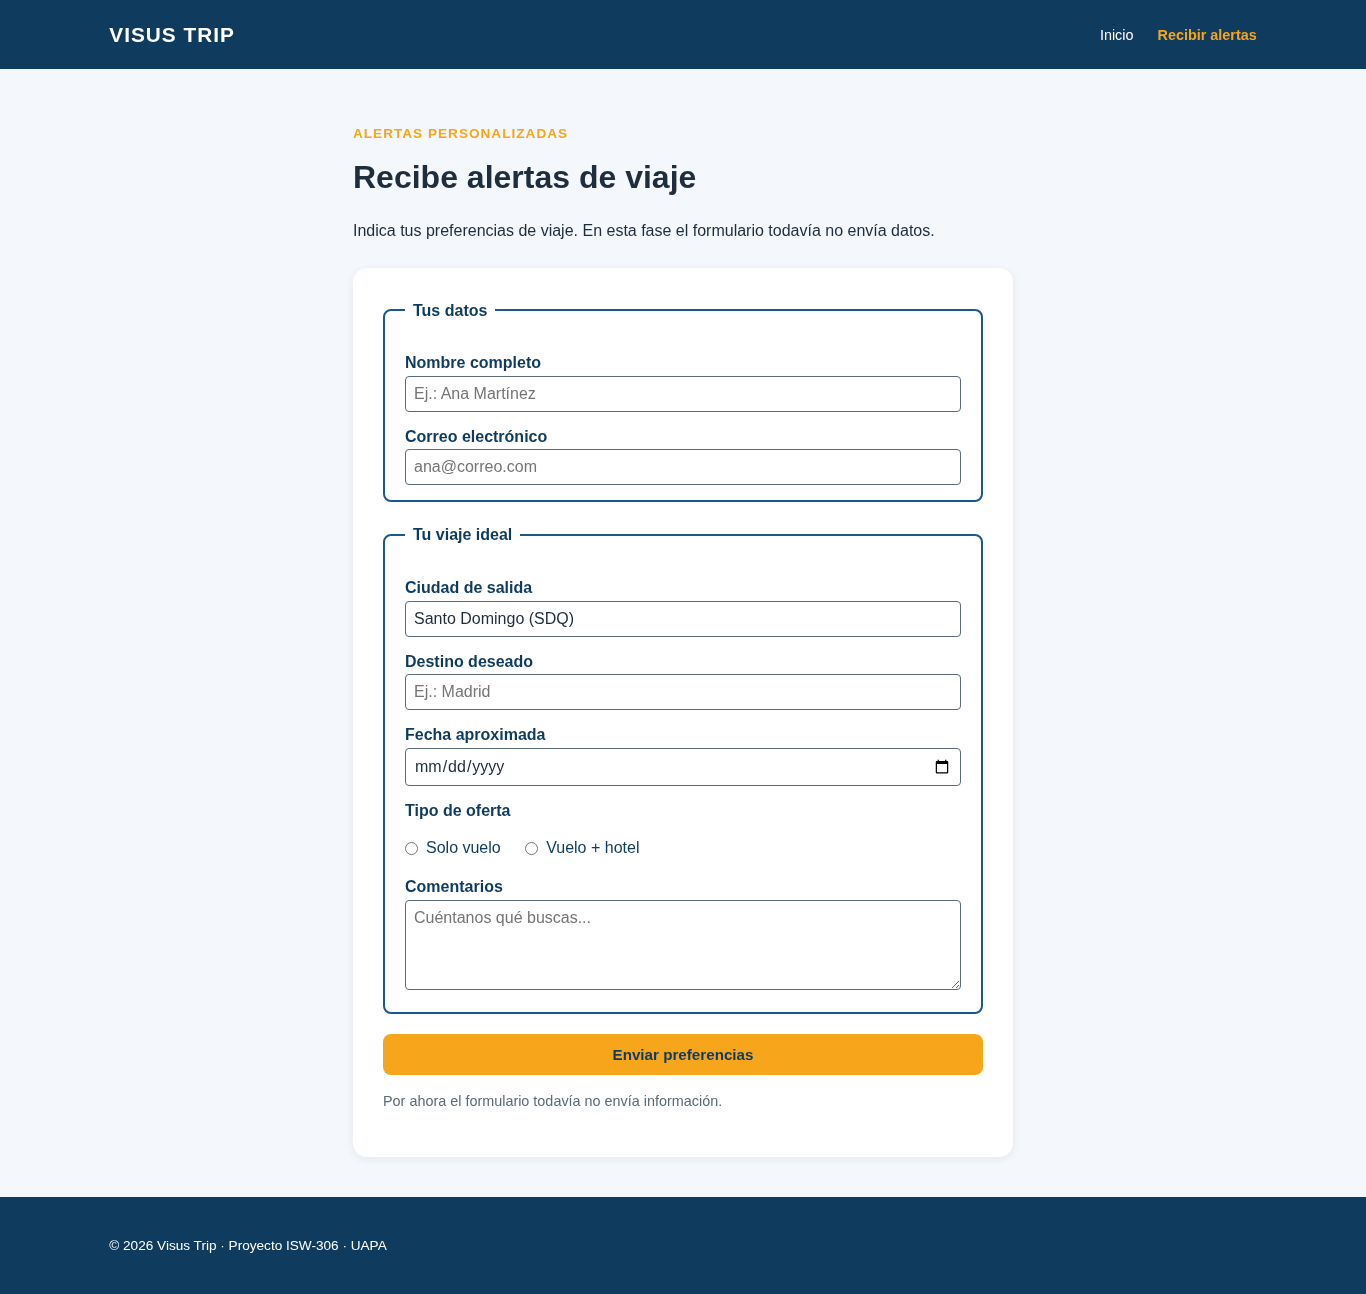 VISUS TRIP
Inicio
Recibir alertas
ALERTAS PERSONALIZADAS
Recibe alertas de viaje
Indica tus preferencias de viaje. En esta fase el formulario todavía no envía datos.
Tus datos
Nombre completo
Ej.: Ana Martínez
Correo electrónico
ana@correo.com
Tu viaje ideal
Ciudad de salida
Santo Domingo (SDQ)
Destino deseado
Ej.: Madrid
Fecha aproximada
mm/dd/yyyy
Tipo de oferta
Solo vuelo
Vuelo + hotel
Comentarios
Cuéntanos qué buscas...
Enviar preferencias
Por ahora el formulario todavía no envía información.
© 2026 Visus Trip · Proyecto ISW-306 · UAPA